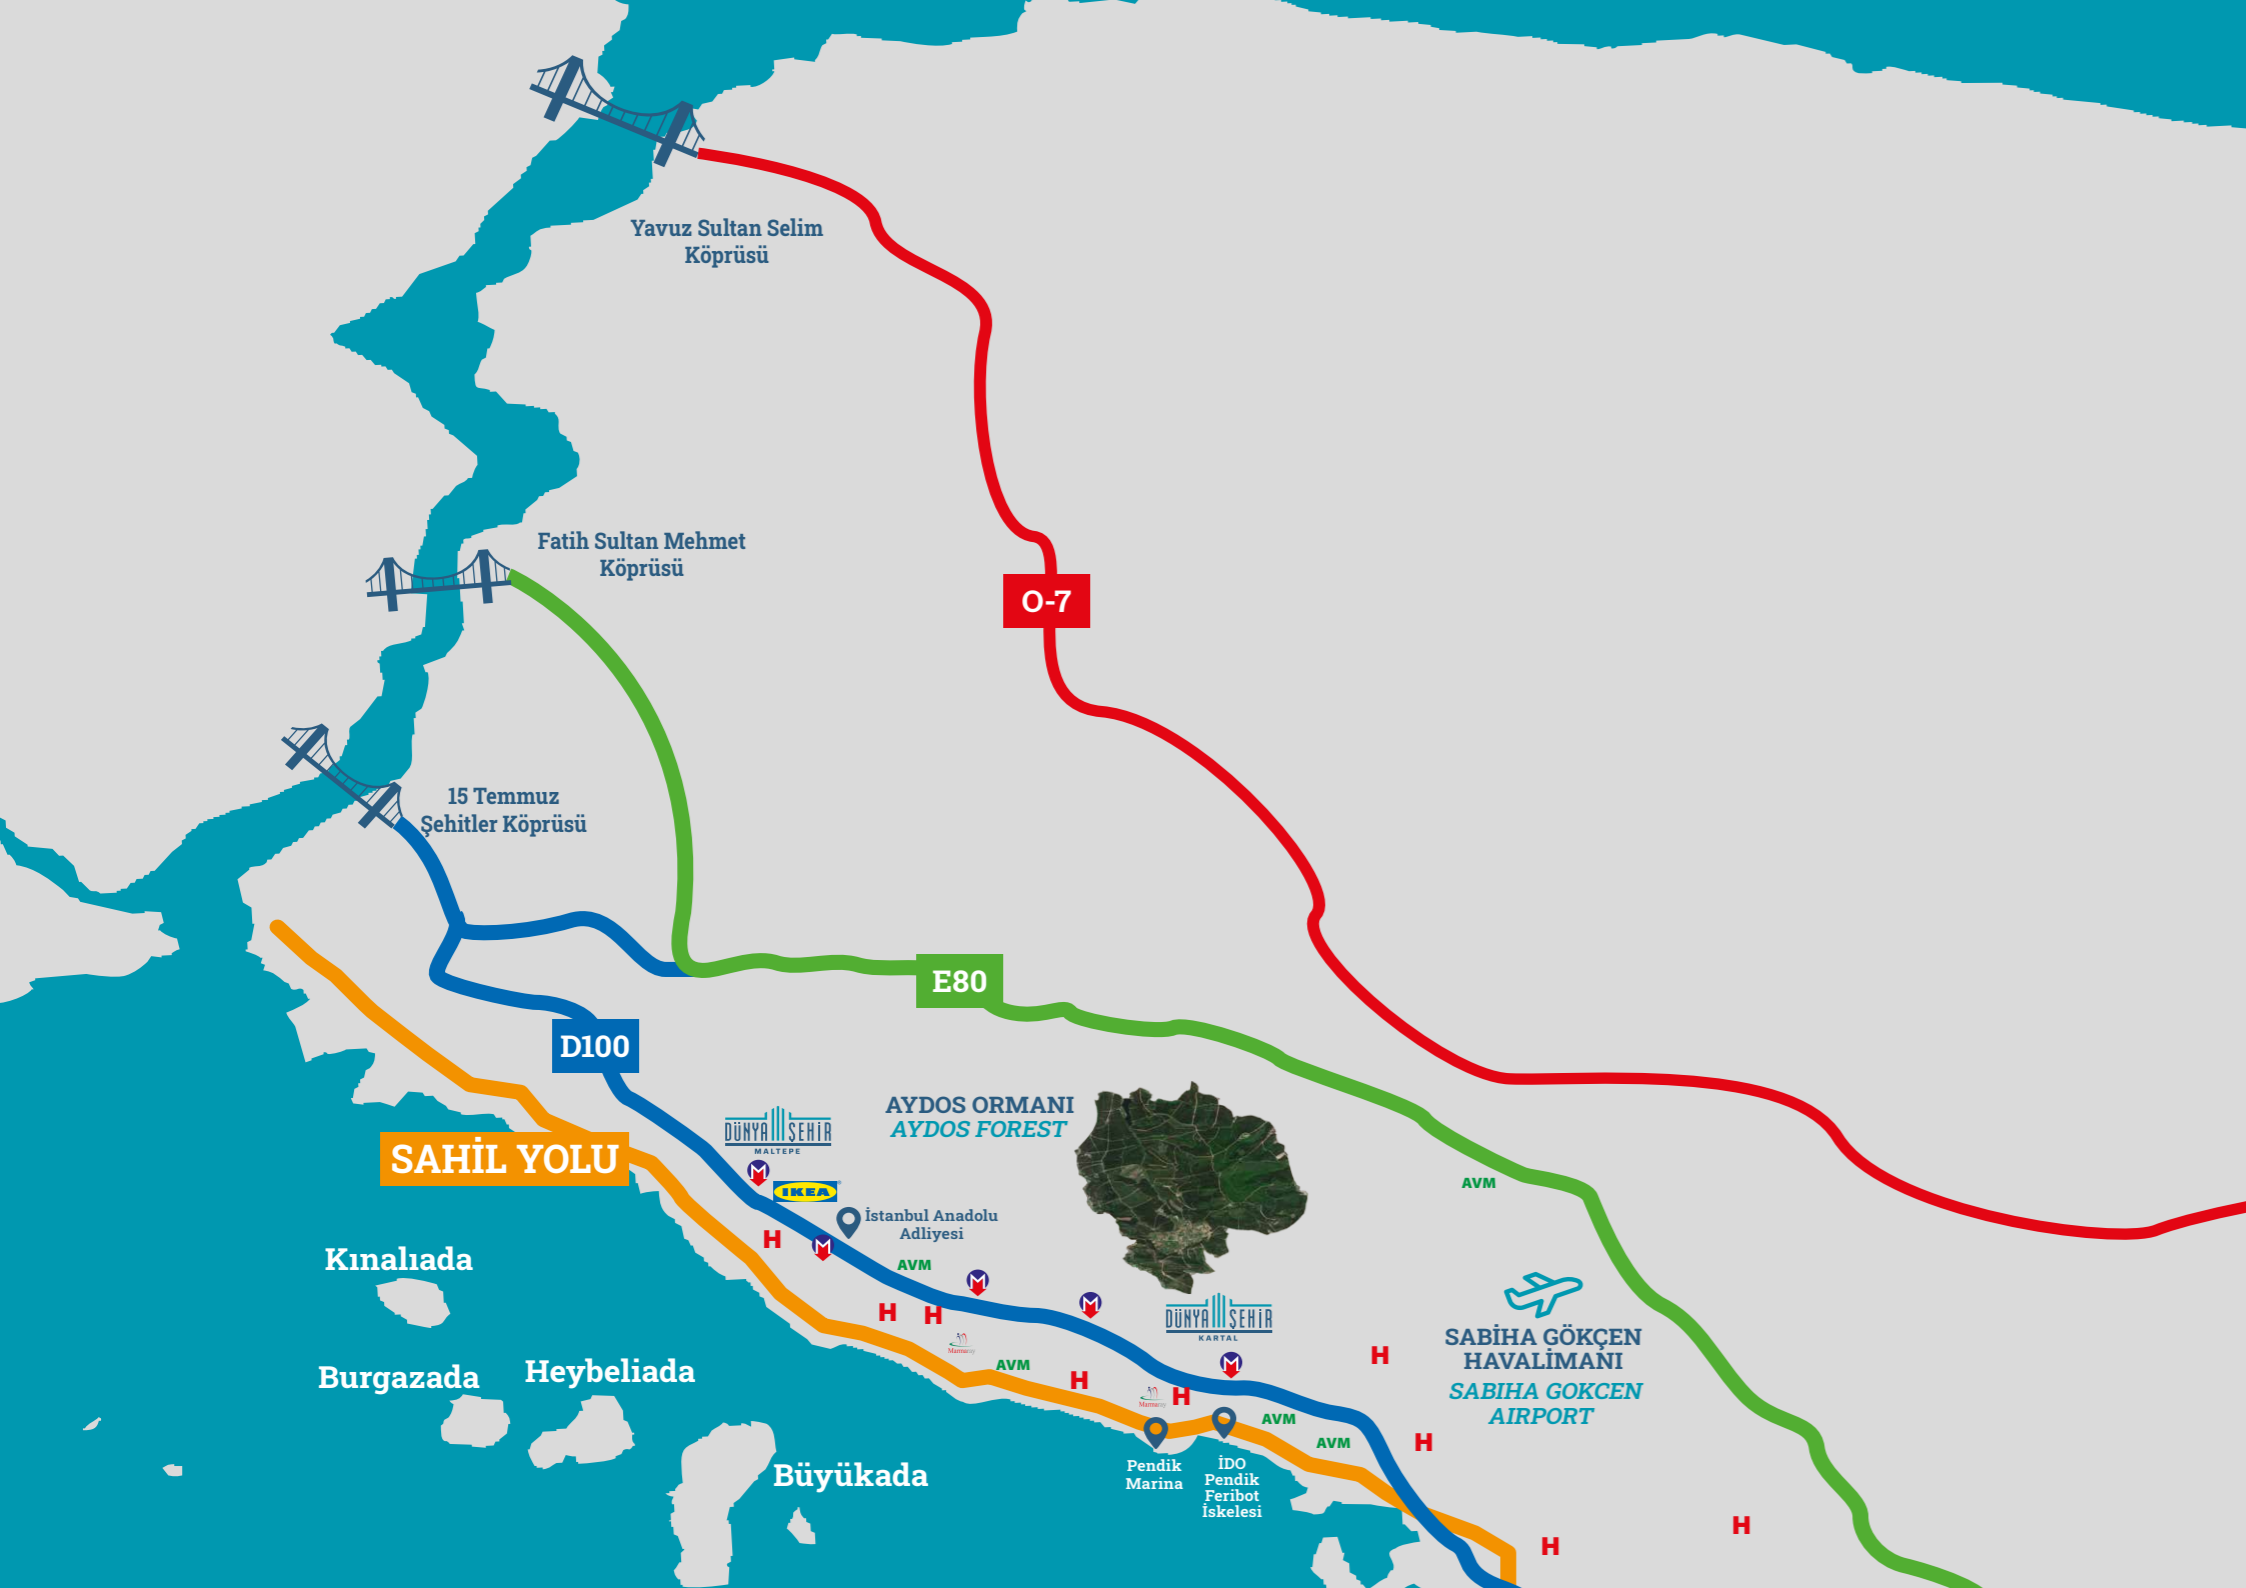 Yavuz Sultan Selim
Köprüsü
Fatih Sultan Mehmet
Köprüsü
O-7
15 Temmuz
Şehitler Köprüsü
E80
D100
SAHİL YOLU
DÜNYA ŞEHİR
MALTEPE
AYDOS ORMANI
AYDOS FOREST
M
IKEA
AVM
İstanbul Anadolu
Adliyesi
H
M
AVM
Kınalıada
M
M
H
H
DÜNYA ŞEHİR
KARTAL
SABİHA GÖKÇEN
HAVALİMANI
SABIHA GOKCEN
AIRPORT
Marmaray
AVM
M
H
H
Burgazada
Heybeliada
Marmaray
H
AVM
AVM
H
Pendik
Marina
İDO
Pendik
Feribot
İskelesi
Büyükada
H
H